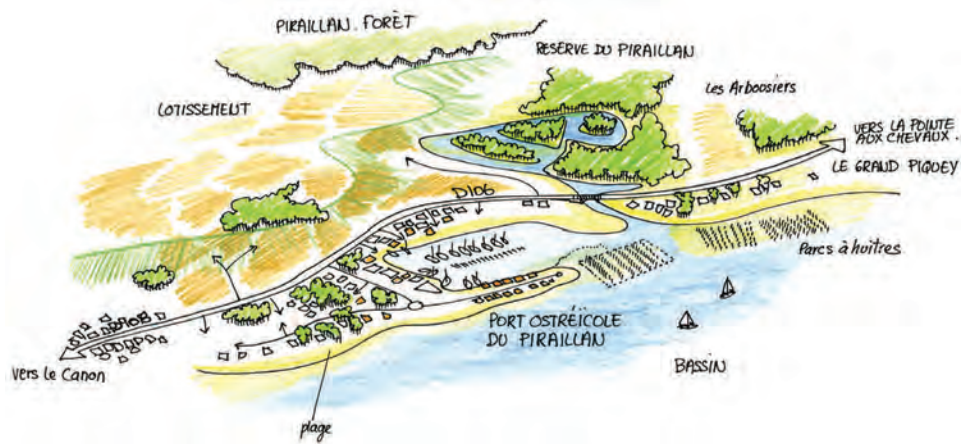 PIRAILLAN. FORÊT
RESERVE DU PIRAILLAN
LOTISSEMENT
Les Arbousiers
VERS LA POINTE
AUX CHEVAUX.
LE GRAND PIQUEY
D106
Parcs à huîtres
PORT OSTRÉICOLE
DU PIRAILLAN
BASSIN
vers le Canon
plage